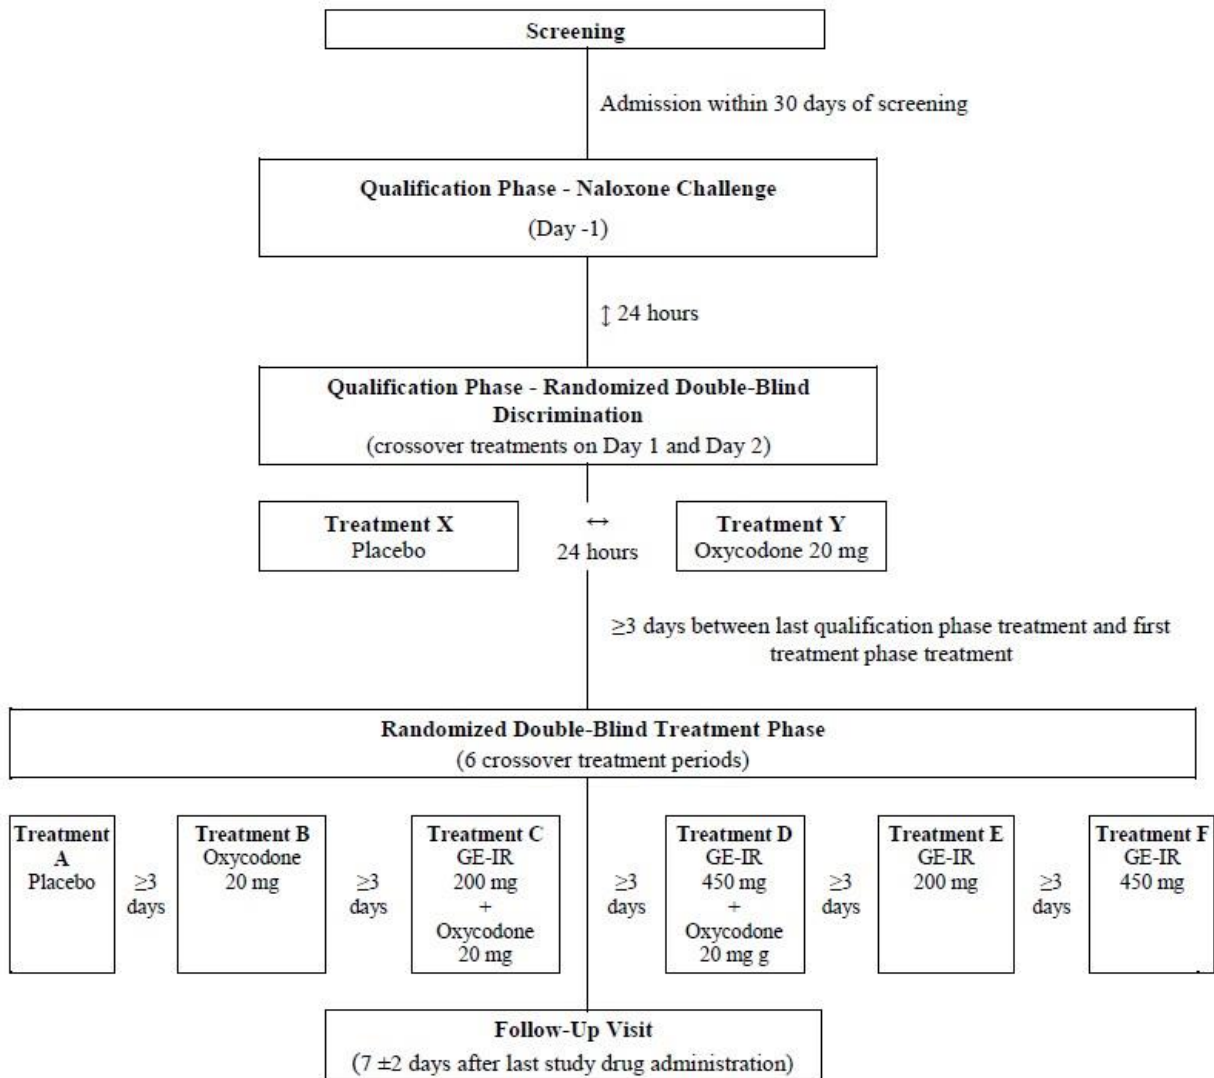 Screening
Admission within 30 days of screening
Qualification Phase - Naloxone Challenge
(Day -1)
↕ 24 hours
Qualification Phase - Randomized Double-Blind
Discrimination
(crossover treatments on Day 1 and Day 2)
Treatment X
Placebo
↔
24 hours
Treatment Y
Oxycodone 20 mg
≥3 days between last qualification phase treatment and first
treatment phase treatment
Randomized Double-Blind Treatment Phase
(6 crossover treatment periods)
Treatment
A
Placebo
≥3
days
Treatment B
Oxycodone
20 mg
≥3
days
Treatment C
GE-IR
200 mg
+
Oxycodone
20 mg
≥3
days
Treatment D
GE-IR
450 mg
+
Oxycodone
20 mg g
≥3
days
Treatment E
GE-IR
200 mg
≥3
days
Treatment F
GE-IR
450 mg
Follow-Up Visit
(7 ±2 days after last study drug administration)